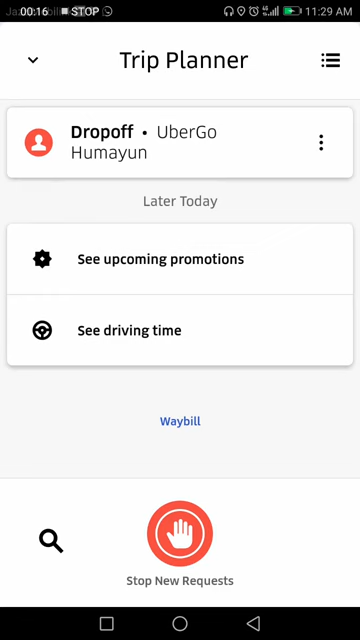 00:16 STOP 11:29 AM
Trip Planner
Dropoff • UberGo
Humayun
Later Today
See upcoming promotions
See driving time
Waybill
Stop New Requests